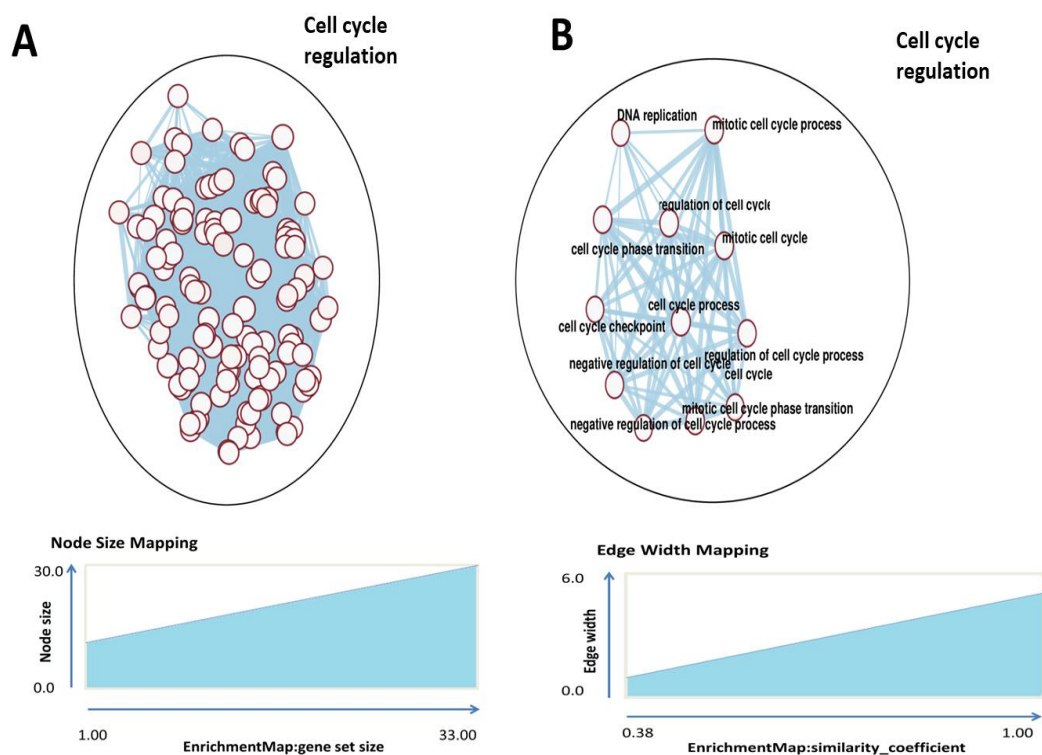 A
Cell cycle
regulation
B
Cell cycle
regulation
DNA replication
mitotic cell cycle process
regulation of cell cycle
cell cycle phase transition
mitotic cell cycle
cell cycle process
cell cycle checkpoint
regulation of cell cycle process
negative regulation of cell cycle
cell cycle
mitotic cell cycle phase transition
negative regulation of cell cycle process
Node Size Mapping
30.0
Node size
0.0
1.00
33.00
EnrichmentMap:gene set size
Edge Width Mapping
6.0
Edge width
0.0
0.38
1.00
EnrichmentMap:similarity_coefficient